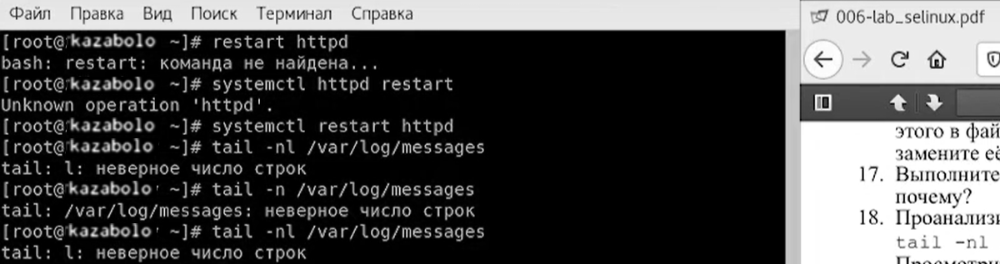 Файл Правка Вид Поиск Терминал Справка
[root@kazabolo ~]# restart httpd
bash: restart: команда не найдена...
[root@kazabolo ~]# systemctl httpd restart
Unknown operation 'httpd'.
[root@kazabolo ~]# systemctl restart httpd
[root@kazabolo ~]# tail -nl /var/log/messages
tail: l: неверное число строк
[root@kazabolo ~]# tail -n /var/log/messages
tail: /var/log/messages: неверное число строк
[root@kazabolo ~]# tail -nl /var/log/messages
tail: l: неверное число строк
006-lab_selinux.pdf
этого в фай
замените её
17. Выполните
почему?
18. Проанализи
tail -nl